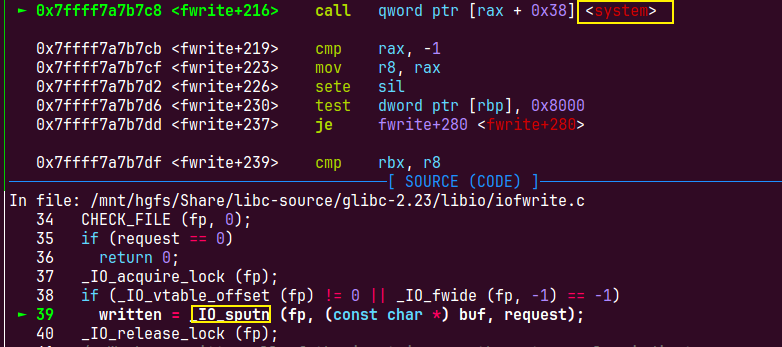 ► 0x7ffff7a7b7c8 <fwrite+216> call qword ptr [rax + 0x38] <system>
0x7ffff7a7b7cb <fwrite+219> cmp rax, -1
0x7ffff7a7b7cf <fwrite+223> mov r8, rax
0x7ffff7a7b7d2 <fwrite+226> sete sil
0x7ffff7a7b7d6 <fwrite+230> test dword ptr [rbp], 0x8000
0x7ffff7a7b7dd <fwrite+237> je fwrite+280 <fwrite+280>
0x7ffff7a7b7df <fwrite+239> cmp rbx, r8
[ SOURCE (CODE) ]
In file: /mnt/hgfs/Share/libc-source/glibc-2.23/libio/iofwrite.c
34 CHECK_FILE (fp, 0);
35 if (request == 0)
36 return 0;
37 _IO_acquire_lock (fp);
38 if (_IO_vtable_offset (fp) != 0 || _IO_fwide (fp, -1) == -1)
► 39 written = _IO_sputn (fp, (const char *) buf, request);
40 _IO_release_lock (fp);